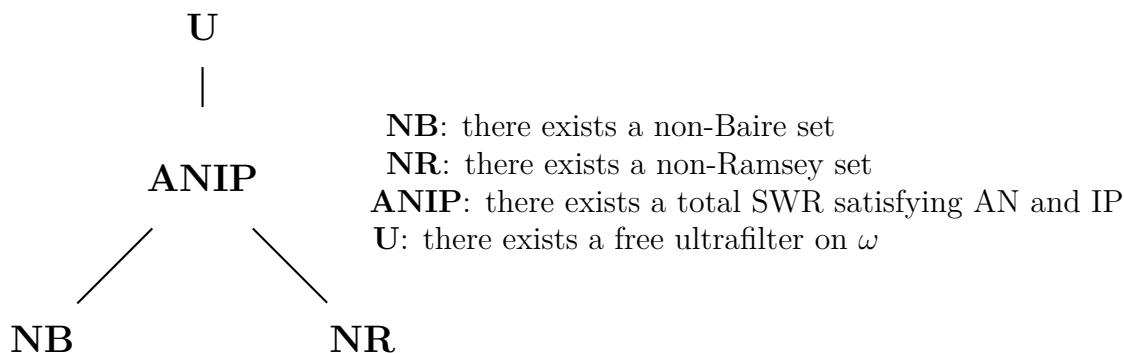 U
ANIP
NB: there exists a non-Baire set
NR: there exists a non-Ramsey set
ANIP: there exists a total SWR satisfying AN and IP
U: there exists a free ultrafilter on ω
NB
NR